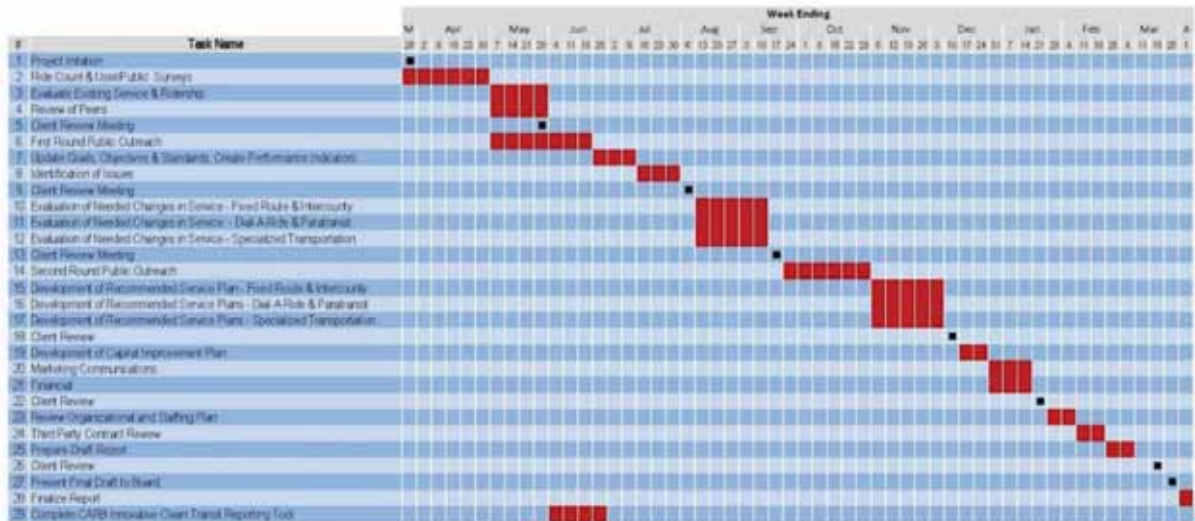 Week Ending
M Apr May Jun Jul Aug Sep Oct Nov Dec Jan Feb Mar A
# Task Name
1 Project Initiation
2 Ride Count & User/Public Surveys
3 Evaluate Existing Service & Ridership
4 Review of Peers
5 Client Review Meeting
6 First Round Public Outreach
7 Update Goals, Objectives & Standards, Create Performance Indicators
8 Identification of Issues
9 Client Review Meeting
10 Evaluation of Needed Changes in Service - Fixed Route & Intercounty
11 Evaluation of Needed Changes in Service - Dial-A-Ride & Paratransit
12 Evaluation of Needed Changes in Service - Specialized Transportation
13 Client Review Meeting
14 Second Round Public Outreach
15 Development of Recommended Service Plan - Fixed Route & Intercounty
16 Development of Recommended Service Plans - Dial-A-Ride & Paratransit
17 Development of Recommended Service Plans - Specialized Transportation
18 Client Review
19 Development of Capital Improvement Plan
20 Marketing Communications
21 Financial
22 Client Review
23 Review Organizational and Staffing Plan
24 Third Party Contract Review
25 Prepare Draft Report
26 Client Review
27 Present Final Draft to Board
28 Finalize Report
29 Complete CARB Innovative Clean Transit Reporting Tool